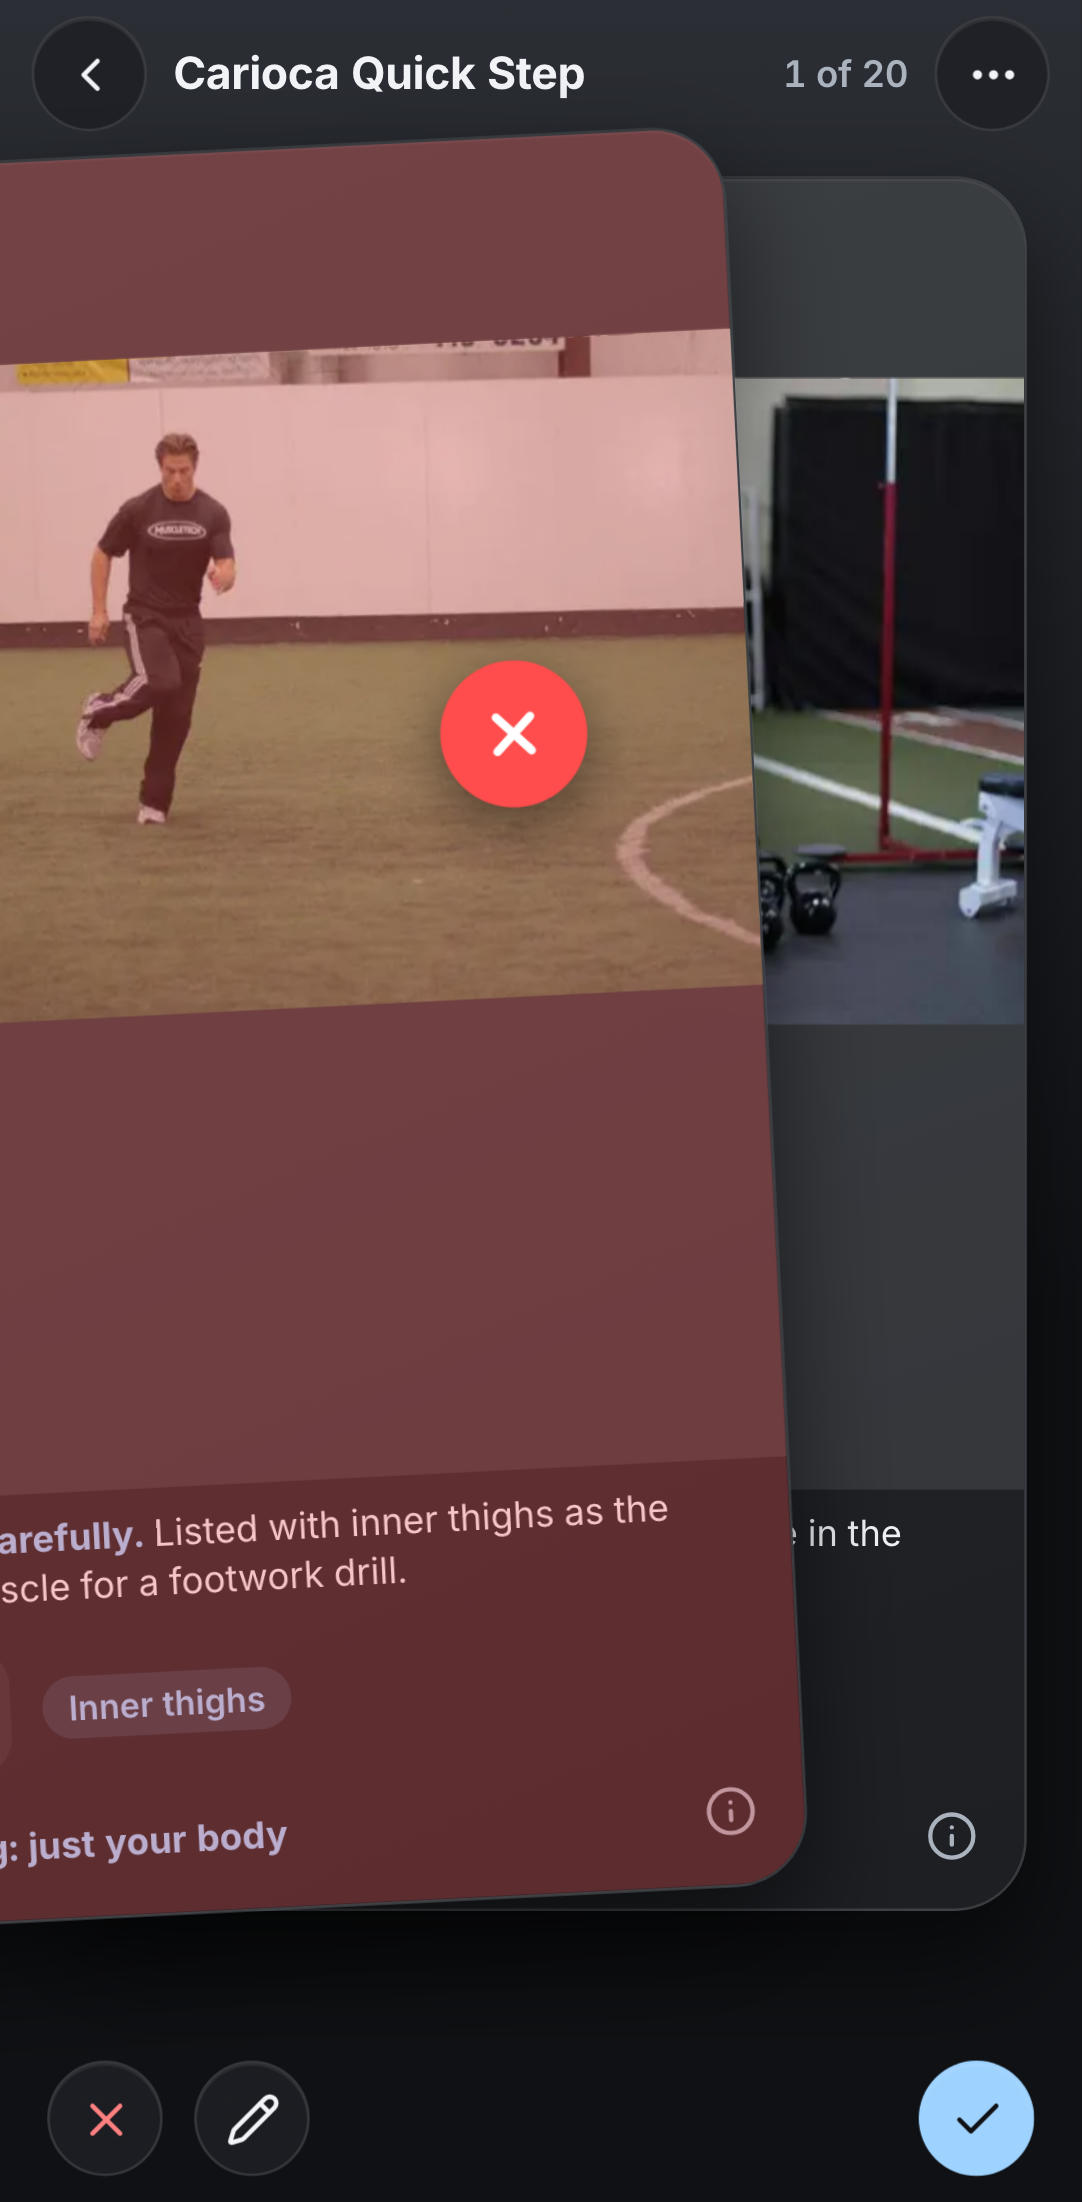 Carioca Quick Step
1 of 20
MUSCLETECH
arefully. Listed with inner thighs as the
scle for a footwork drill.
in the
Inner thighs
g: just your body